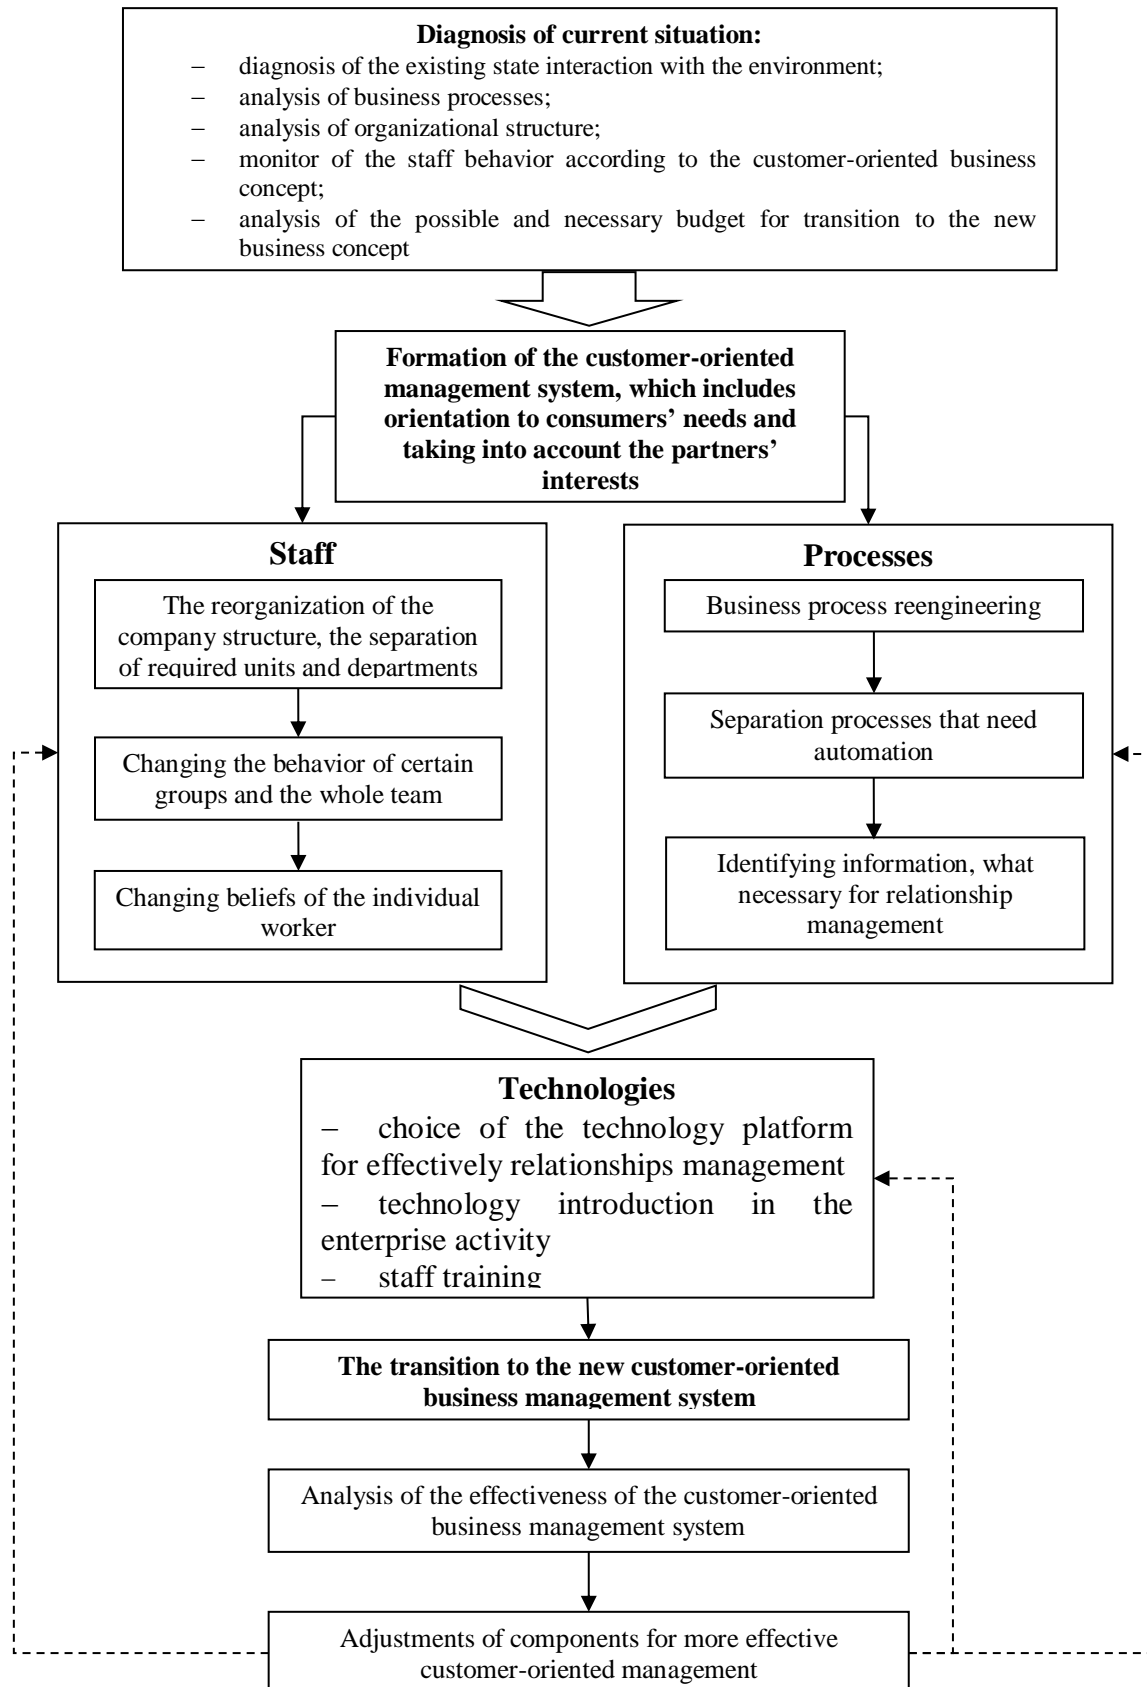 Diagnosis of current situation:
– diagnosis of the existing state interaction with the environment;
– analysis of business processes;
– analysis of organizational structure;
– monitor of the staff behavior according to the customer-oriented business
concept;
– analysis of the possible and necessary budget for transition to the new
business concept
Formation of the customer-oriented
management system, which includes
orientation to consumers’ needs and
taking into account the partners’
interests
Staff
The reorganization of the
company structure, the separation
of required units and departments
Changing the behavior of certain
groups and the whole team
Changing beliefs of the individual
worker
Processes
Business process reengineering
Separation processes that need
automation
Identifying information, what
necessary for relationship
management
Technologies
– choice of the technology platform
for effectively relationships management
– technology introduction in the
enterprise activity
– staff training
The transition to the new customer-oriented
business management system
Analysis of the effectiveness of the customer-oriented
business management system
Adjustments of components for more effective
customer-oriented management